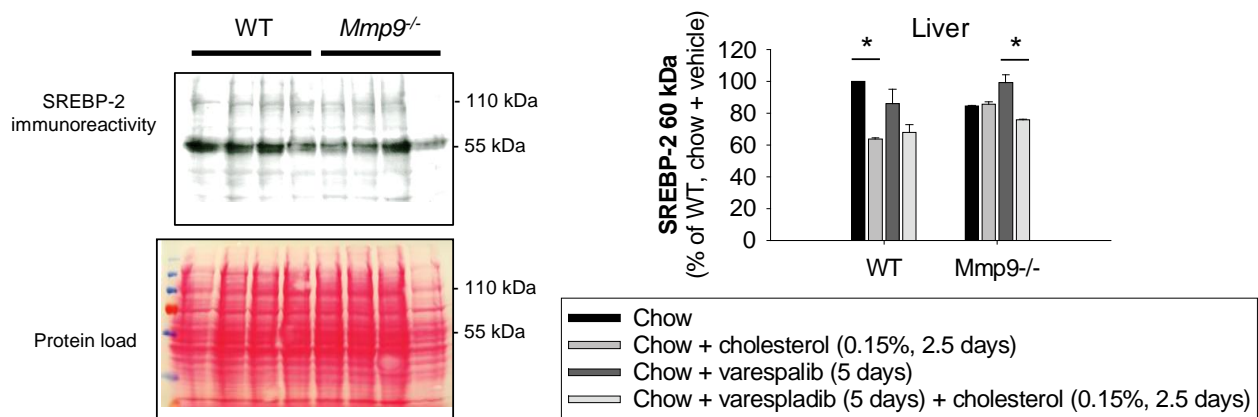 WT
Mmp9-/-
SREBP-2
immunoreactivity
- 110 kDa
- 55 kDa
Protein load
- 110 kDa
- 55 kDa
Liver
SREBP-2 60 kDa
(% of WT, chow + vehicle)
120
100
80
60
40
20
0
*
*
WT
Mmp9-/-
Chow
Chow + cholesterol (0.15%, 2.5 days)
Chow + varespalib (5 days)
Chow + varespladib (5 days) + cholesterol (0.15%, 2.5 days)